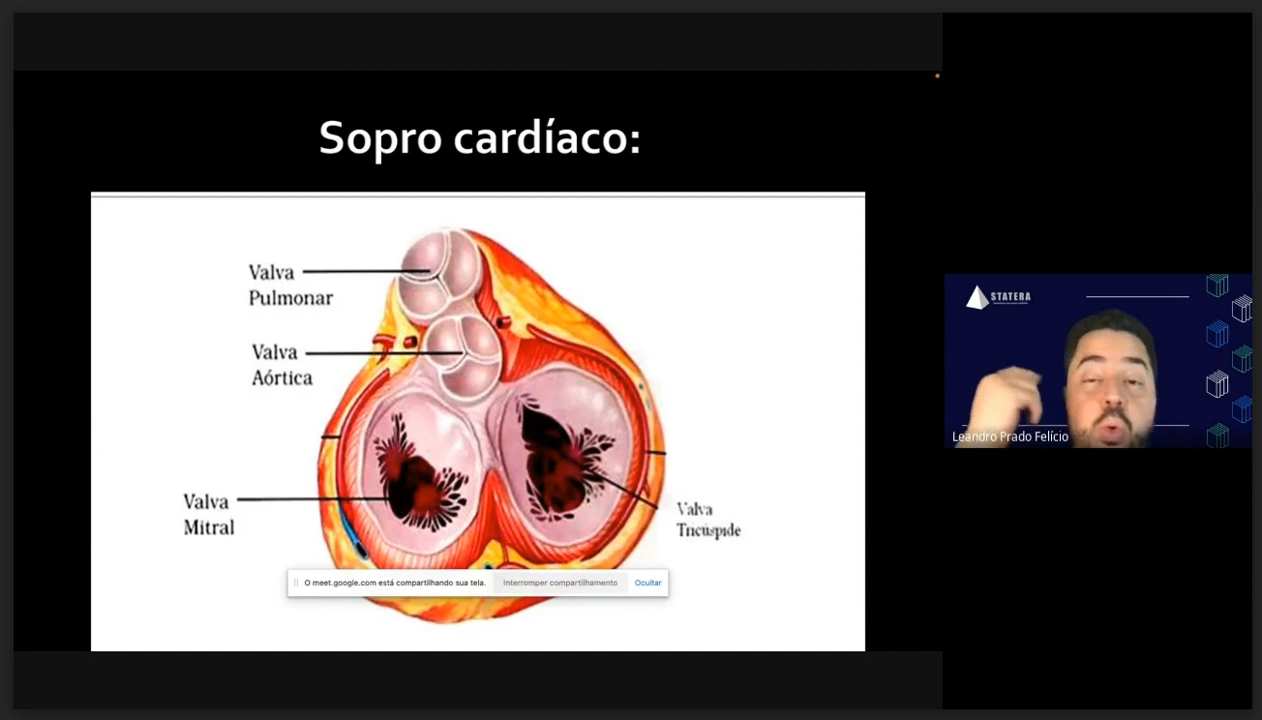 Sopro cardíaco:
Valva
Pulmonar
Valva
Aórtica
Valva
Mitral
Valva
Tricúspide
O meet.google.com está compartilhando sua tela.
Interromper compartilhamento
Ocultar
STATERA
Leandro Prado Felício